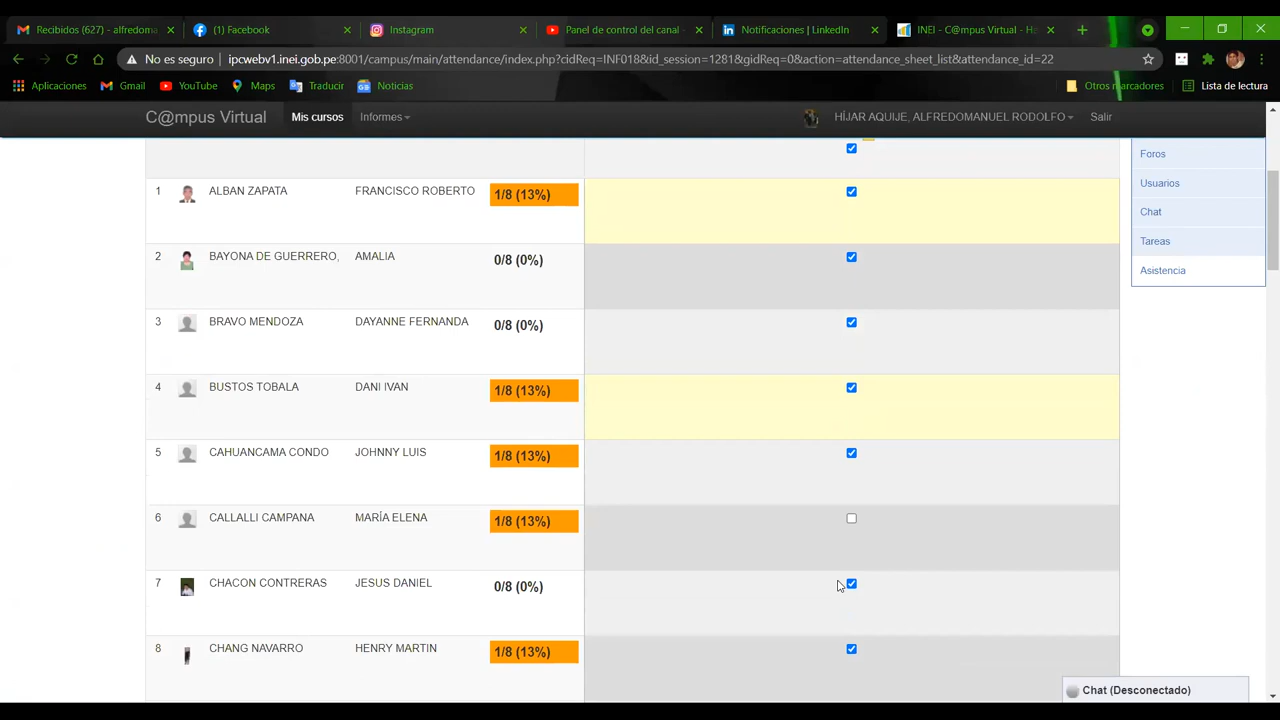 Recibidos (627) - alfredoma
(1) Facebook
Instagram
Panel de control del canal -
Notificaciones | LinkedIn
INEI - C@mpus Virtual - Ho
No es seguro | ipcwebv1.inei.gob.pe:8001/campus/main/attendance/index.php?cidReq=INF018&id_session=1281&gidReq=0&action=attendance_sheet_list&attendance_id=22
Aplicaciones Gmail YouTube Maps Traducir Noticias Otros marcadores Lista de lectura
C@mpus Virtual Mis cursos Informes HÍJAR AQUIJE, ALFREDOMANUEL RODOLFO Salir
Foros
Usuarios
Chat
Tareas
Asistencia
1 ALBAN ZAPATA FRANCISCO ROBERTO 1/8 (13%)
2 BAYONA DE GUERRERO, AMALIA 0/8 (0%)
3 BRAVO MENDOZA DAYANNE FERNANDA 0/8 (0%)
4 BUSTOS TOBALA DANI IVAN 1/8 (13%)
5 CAHUANCAMA CONDO JOHNNY LUIS 1/8 (13%)
6 CALLALLI CAMPANA MARÍA ELENA 1/8 (13%)
7 CHACON CONTRERAS JESUS DANIEL 0/8 (0%)
8 CHANG NAVARRO HENRY MARTIN 1/8 (13%)
Chat (Desconectado)